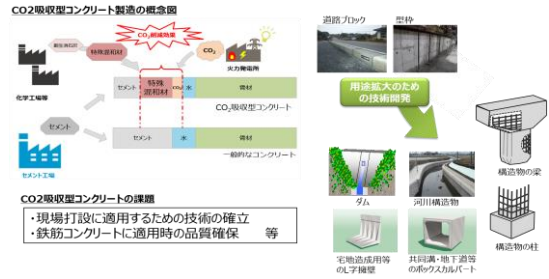 CO2吸収型コンクリート製造の概念図
CO2削減効果
副生消石灰
特殊混和材
CO2
化学工場等
火力発電所
セメント
特殊
混和材
CO2
水
骨材
CO2吸収型コンクリート
セメント
セメント
水
骨材
一般的なコンクリート
セメント工場
CO2吸収型コンクリートの課題
・現場打設に適用するための技術の確立
・鉄筋コンクリートに適用時の品質確保 等
道路ブロック
型枠
用途拡大のため
の技術開発
ダム
河川構造物
構造物の梁
宅地造成用等
のL字擁壁
共同溝・地下道等
のボックスカルバート
構造物の柱